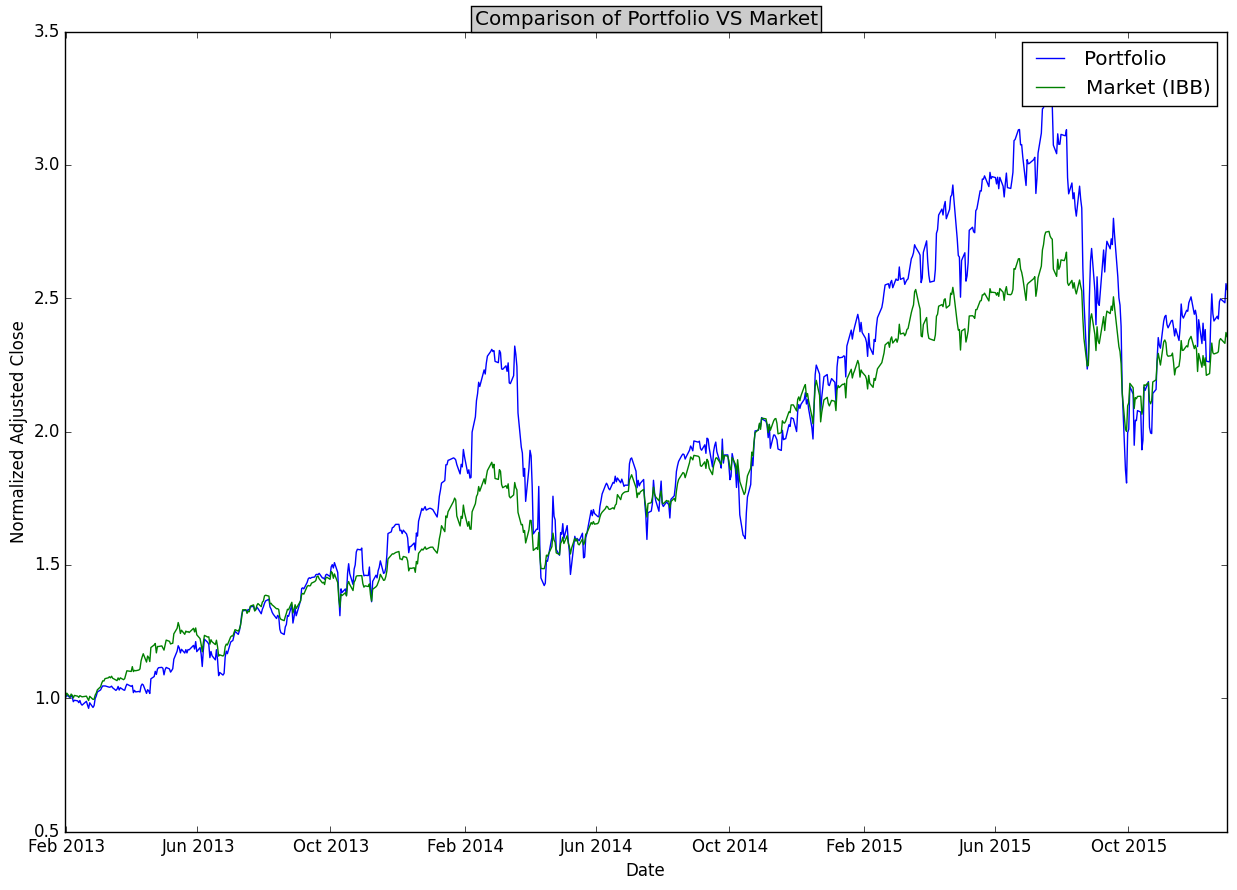 Comparison of Portfolio VS Market
3.5
3.0
2.5
2.0
1.5
1.0
0.5
Normalized Adjusted Close
Portfolio
Market (IBB)
Feb 2013 Jun 2013 Oct 2013 Feb 2014 Jun 2014 Oct 2014 Feb 2015 Jun 2015 Oct 2015
Date